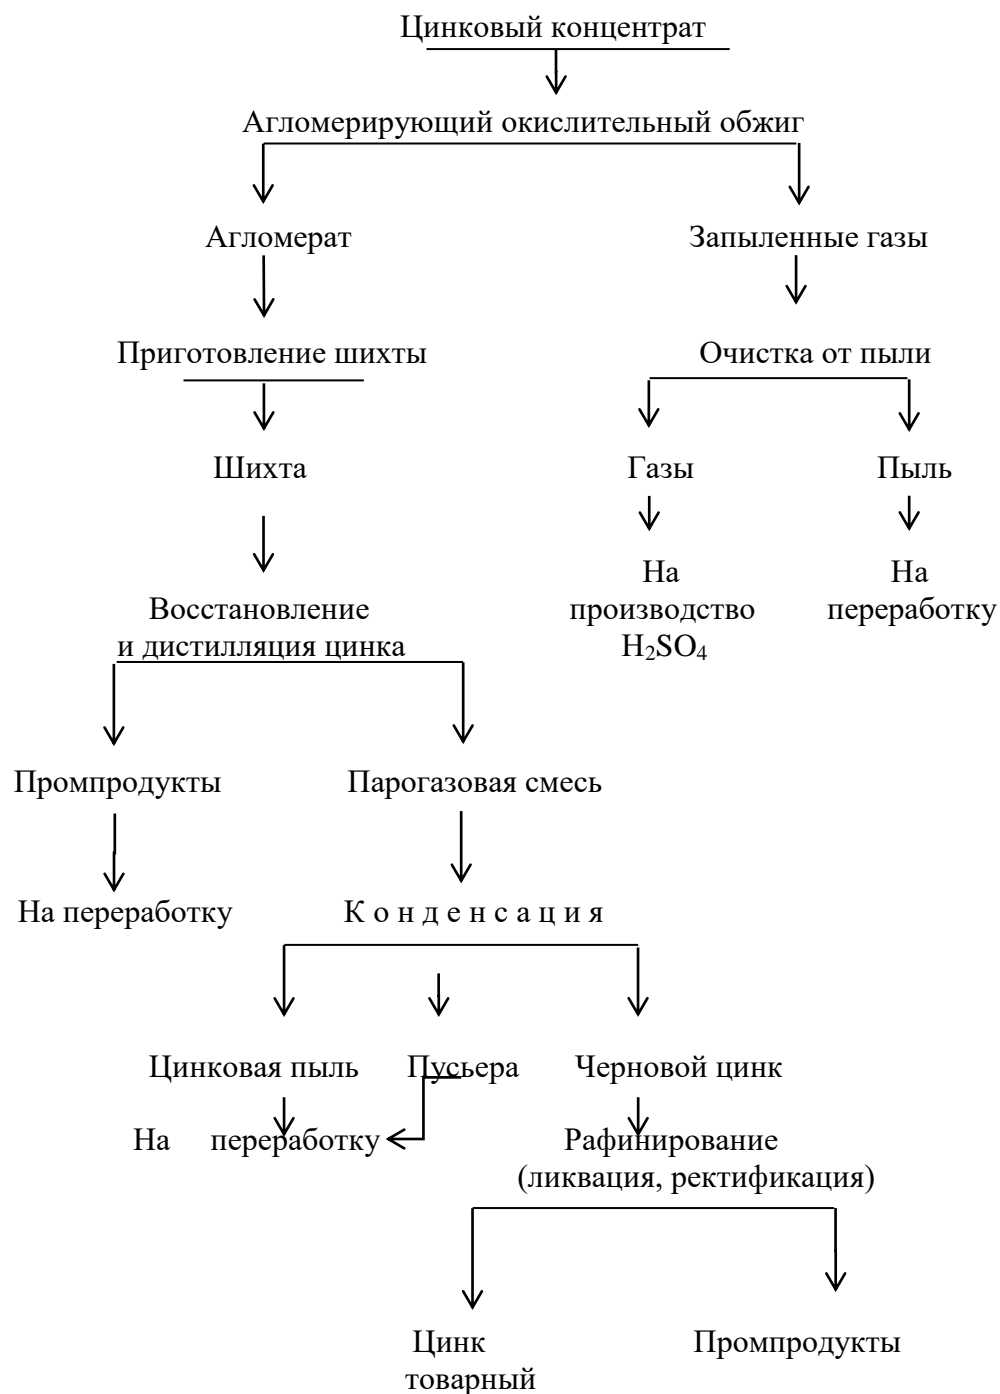 Цинковый концентрат
Агломерирующий окислительный обжиг
Агломерат Запыленные газы
Приготовление шихты Очистка от пыли
Шихта Газы Пыль
На На
производство переработку
H₂SO₄
Восстановление
и дистилляция цинка
Промпродукты Парогазовая смесь
На переработку К о н д е н с а ц и я
Цинковая пыль Пусьера Черновой цинк
На переработку Рафинирование
(ликвация, ректификация)
Цинк Промпродукты
товарный